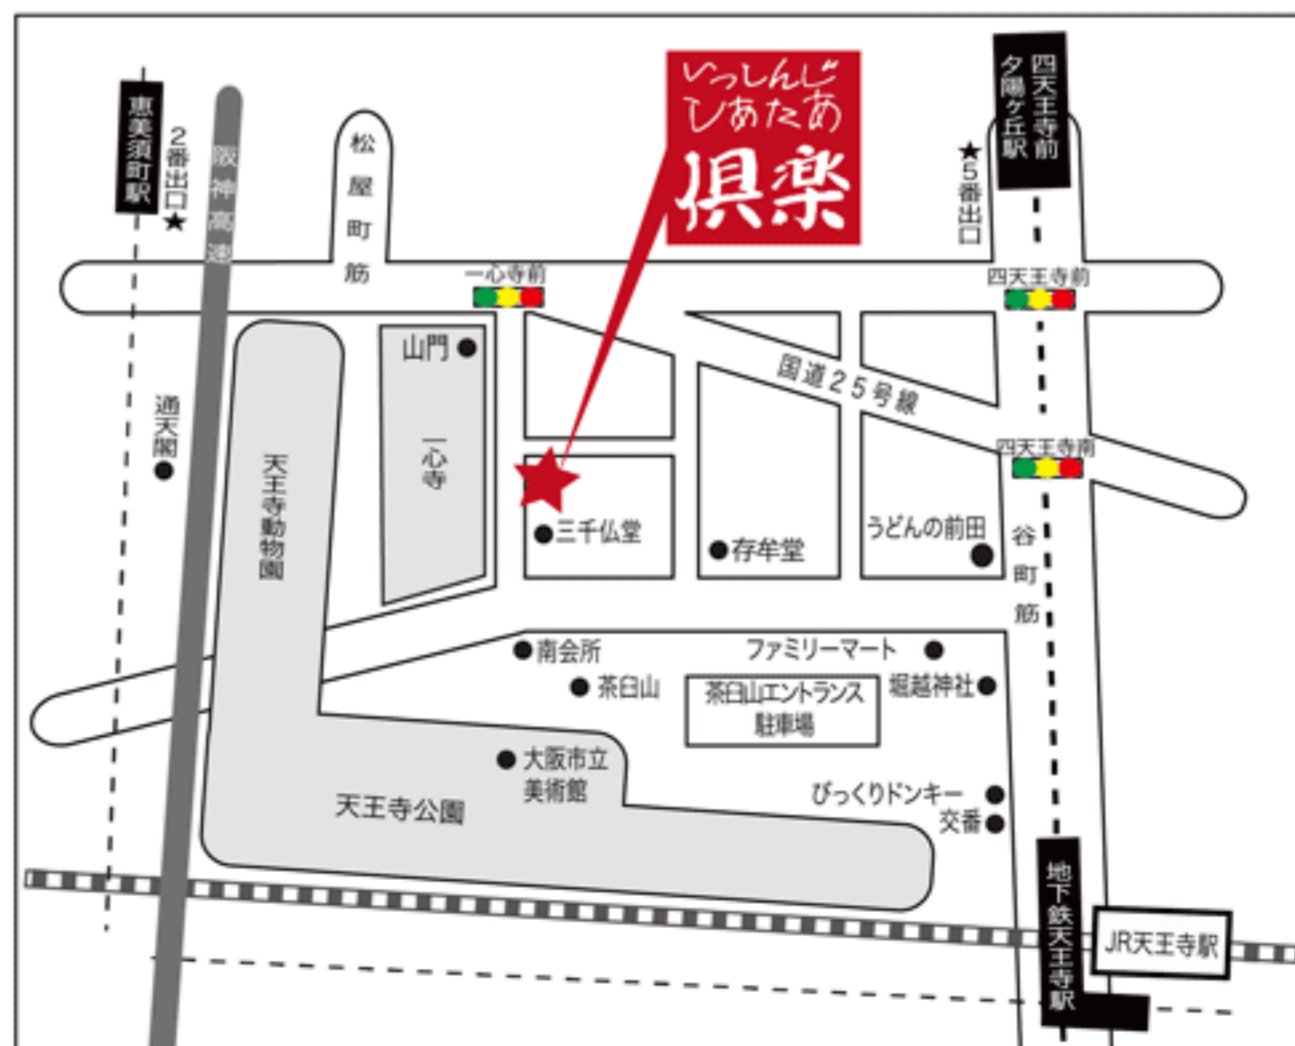 いっしんじ
しあたあ
倶楽
四天王寺前
夕陽ヶ丘駅
★5番出口
恵美須町駅
2番出口★
阪神高速
松屋町筋
一心寺前
四天王寺前
山門
国道25号線
通天閣
一心寺
天王寺動物園
四天王寺南
三千仏堂
存牟堂
うどんの前田
谷町筋
南会所
ファミリーマート
茶臼山
茶臼山エントランス
駐車場
堀越神社
大阪市立
美術館
天王寺公園
びっくりドンキー
交番
地下鉄天王寺駅
JR天王寺駅